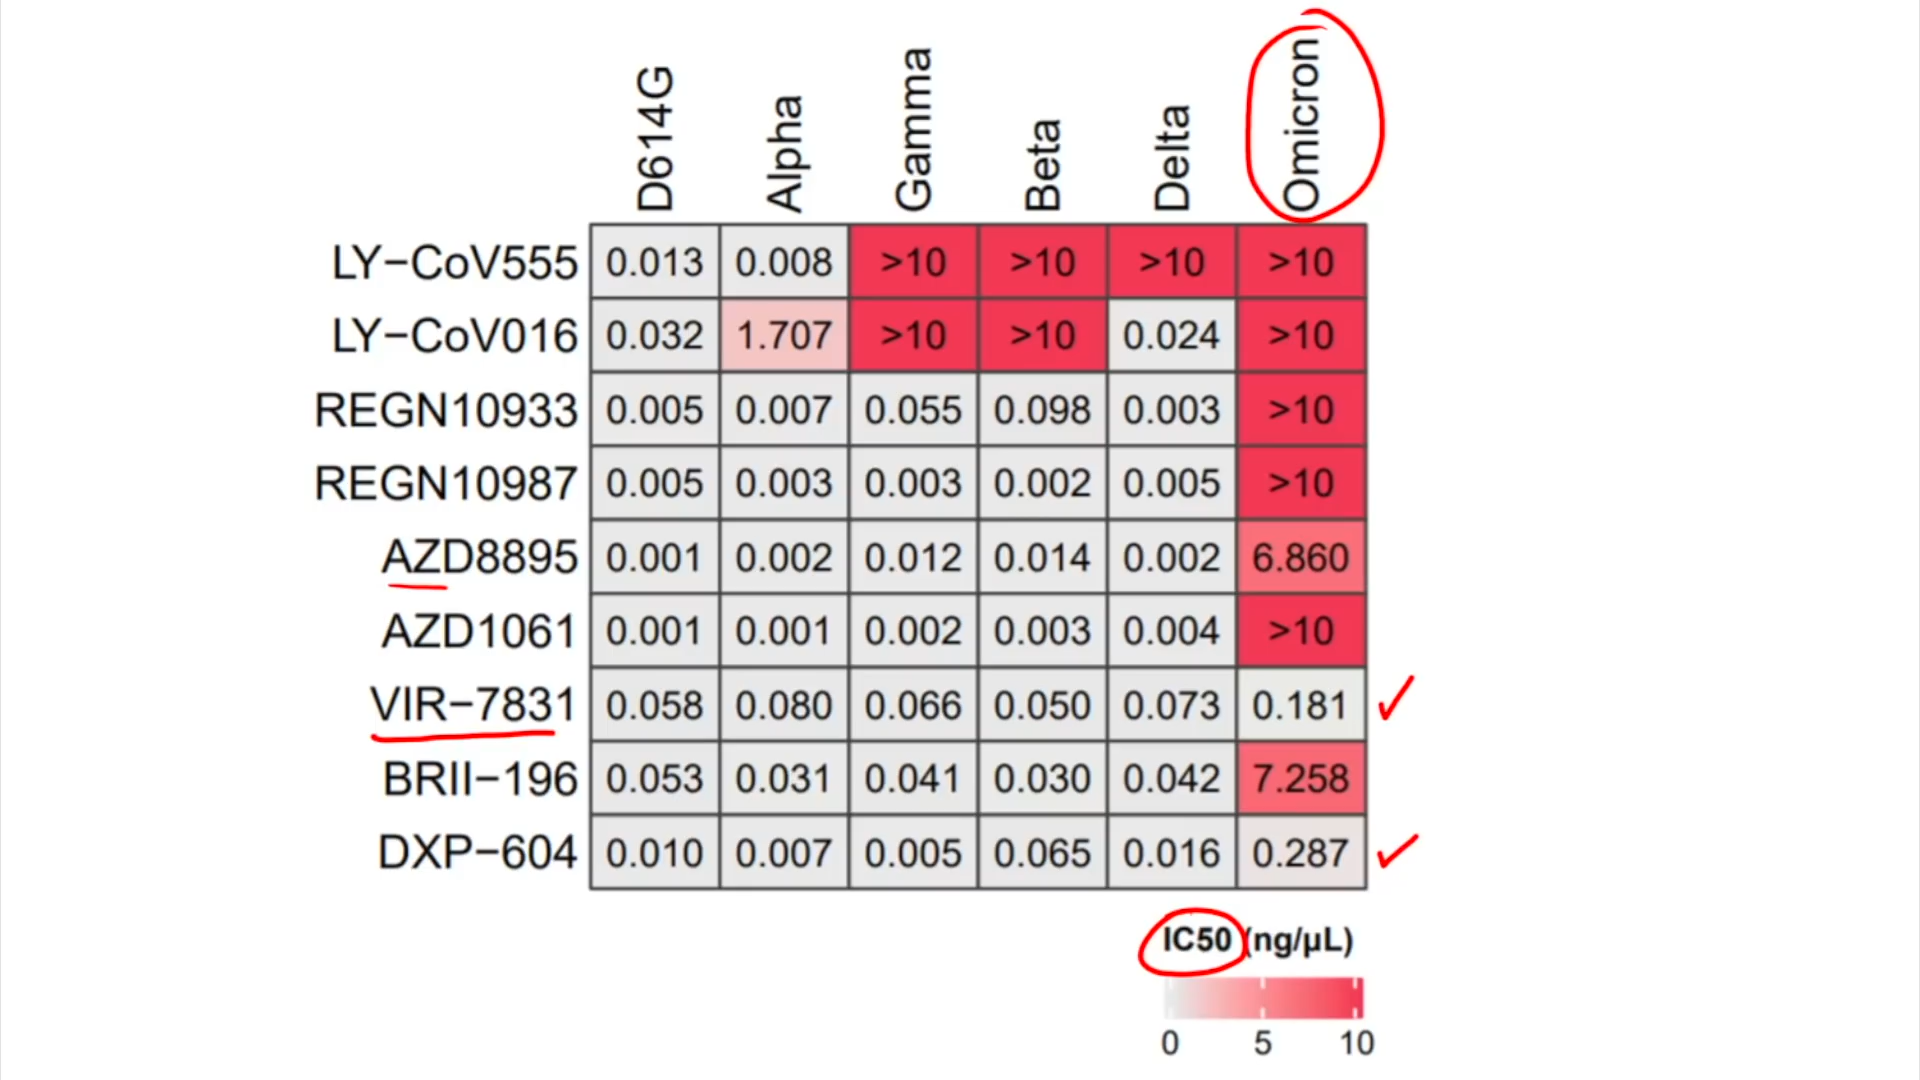 D614G Alpha Gamma Beta Delta Omicron
LY−CoV555 0.013 0.008 >10 >10 >10 >10
LY−CoV016 0.032 1.707 >10 >10 0.024 >10
REGN10933 0.005 0.007 0.055 0.098 0.003 >10
REGN10987 0.005 0.003 0.003 0.002 0.005 >10
AZD8895 0.001 0.002 0.012 0.014 0.002 6.860
AZD1061 0.001 0.001 0.002 0.003 0.004 >10
VIR−7831 0.058 0.080 0.066 0.050 0.073 0.181
BRII−196 0.053 0.031 0.041 0.030 0.042 7.258
DXP−604 0.010 0.007 0.005 0.065 0.016 0.287
IC50 (ng/µL)
0 5 10